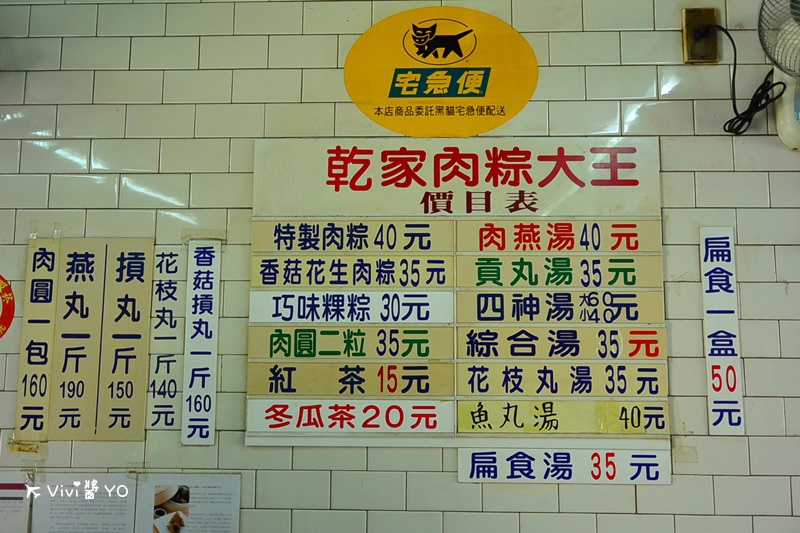 宅急便
本店商品委託黑貓宅急便配送
乾家肉粽大王
價目表
特製肉粽40元
香菇花生肉粽35元
巧味粿粽30元
肉圓二粒35元
紅茶15元
冬瓜茶20元
肉燕湯40元
貢丸湯35元
四神湯大60元小40元
綜合湯35元
花枝丸湯35元
魚丸湯40元
扁食湯35元
肉圓一包160元
燕丸一斤190元
摃丸一斤150元
花枝丸一斤140元
香菇摃丸一斤160元
扁食一盒50元
Vivi醬YO